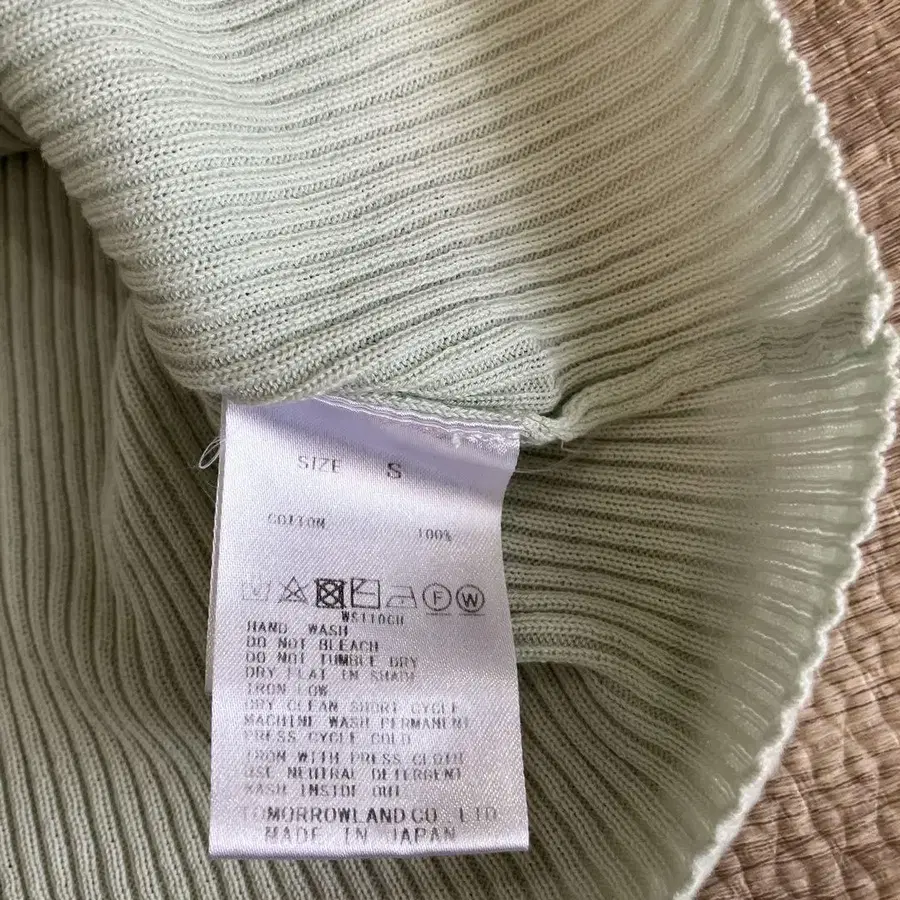 SIZE S
COTTON 100%
F W
WS110CH
HAND WASH
DO NOT BLEACH
DO NOT TUMBLE DRY
DRY FLAT IN SHADE
IRON LOW
DRY CLEAN SHORT CYCLE
MACHINE WASH PERMANENT
PRESS CYCLE COLD
IRON WITH PRESS CLOTH
USE NEUTRAL DETERGENT
WASH INSIDE OUT
TOMORROWLAND CO., LTD.
MADE IN JAPAN